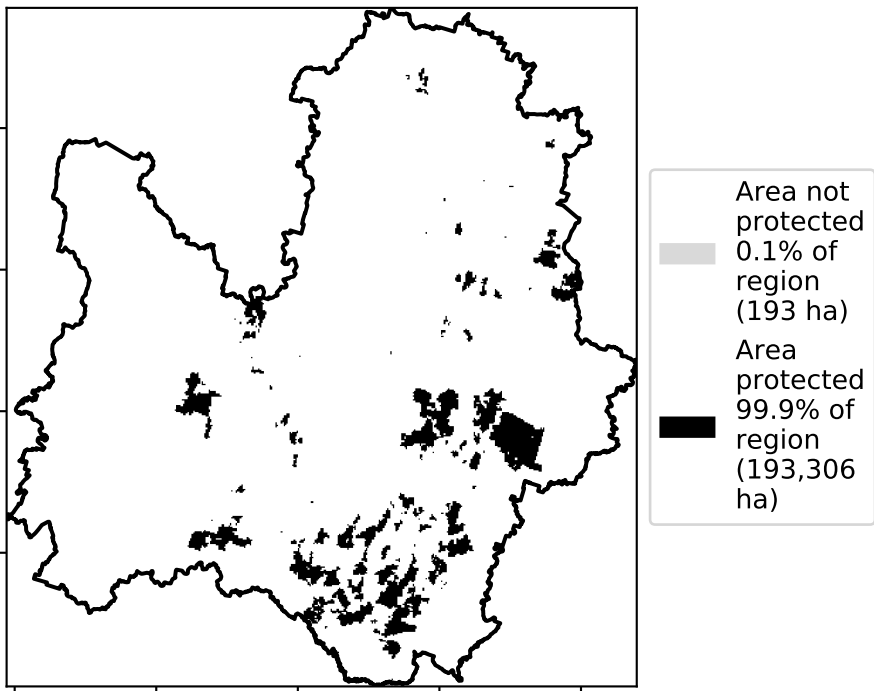 Area not
protected
0.1% of
region
(193 ha)
Area
protected
99.9% of
region
(193,306
ha)